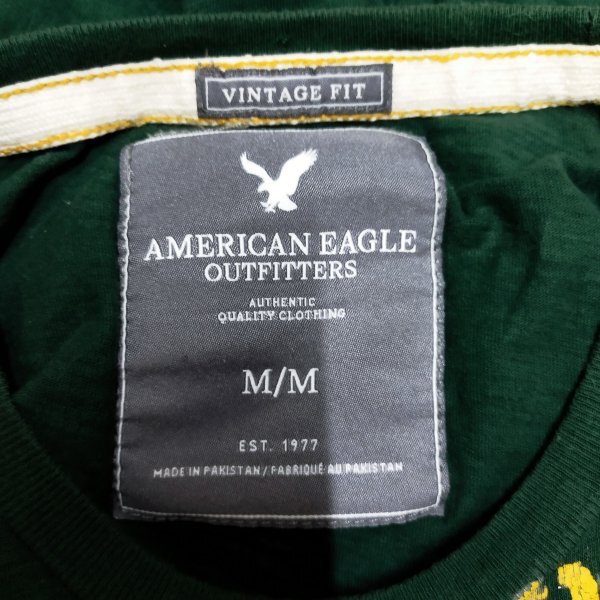 VINTAGE FIT
AMERICAN EAGLE
OUTFITTERS
AUTHENTIC
QUALITY CLOTHING
M/M
EST. 1977
MADE IN PAKISTAN / FABRIQUÉ AU PAKISTAN